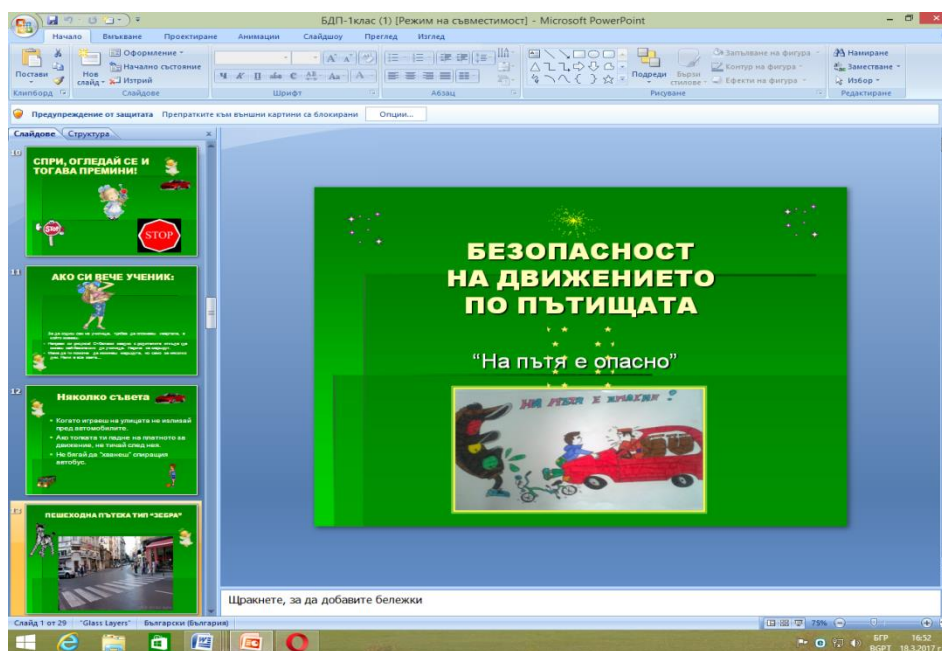 БДП-1клас (1) [Режим на съвместимост] - Microsoft PowerPoint
Начало Вмъкване Проектиране Анимации Слайдшоу Преглед Изглед
Постави
Нов слайд
Оформление
Начално състояние
Изтрий
Подреди
Бързи стилове
Запълване на фигура
Контур на фигура
Ефекти на фигура
Намиране
Заместване
Избор
Клипборд Слайдове Шрифт Абзац Рисуване Редактиране
Предупреждение от защитата Препратките към външни картини са блокирани Опции...
Слайдове Структура
10
СПРИ, ОГЛЕДАЙ СЕ И
ТОГАВА ПРЕМИНИ!
STOP
STOP
11
АКО СИ ВЕЧЕ УЧЕНИК:
12
Няколко съвета
Когато играеш на улицата не излизай
пред автомобилите.
Ако топката ти падне на платното за
движение, не тичай след нея.
Не бягай да "хванеш" спиращия
автобус.
13
ПЕШЕХОДНА ПЪТЕКА ТИП "ЗЕБРА"
БЕЗОПАСНОСТ
НА ДВИЖЕНИЕТО
ПО ПЪТИЩАТА
“На пътя е опасно”
Щракнете, за да добавите бележки
Слайд 1 от 29 "Glass Layers" Български (България) 75%
БГР 16:52
BGPT 18.3.2017 г.